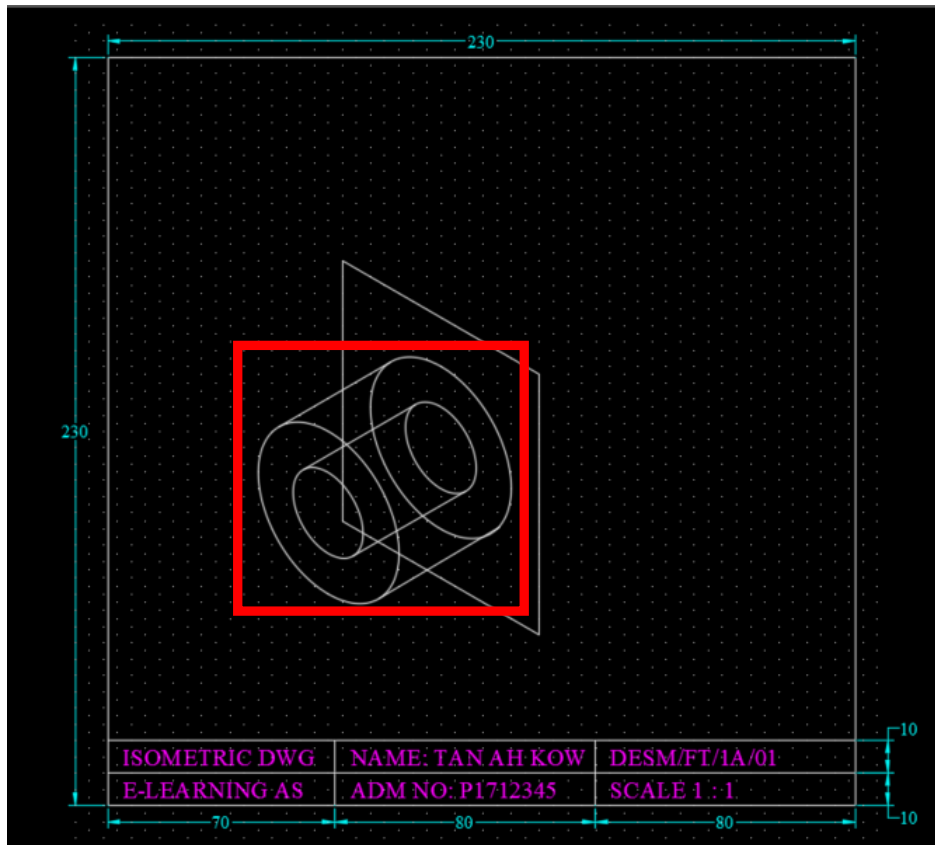 230
230
ISOMETRIC DWG NAME: TAN AH KOW DESM/FT/1A/01
10
E-LEARNING AS ADM NO: P1712345 SCALE 1 : 1
10
70 80 80